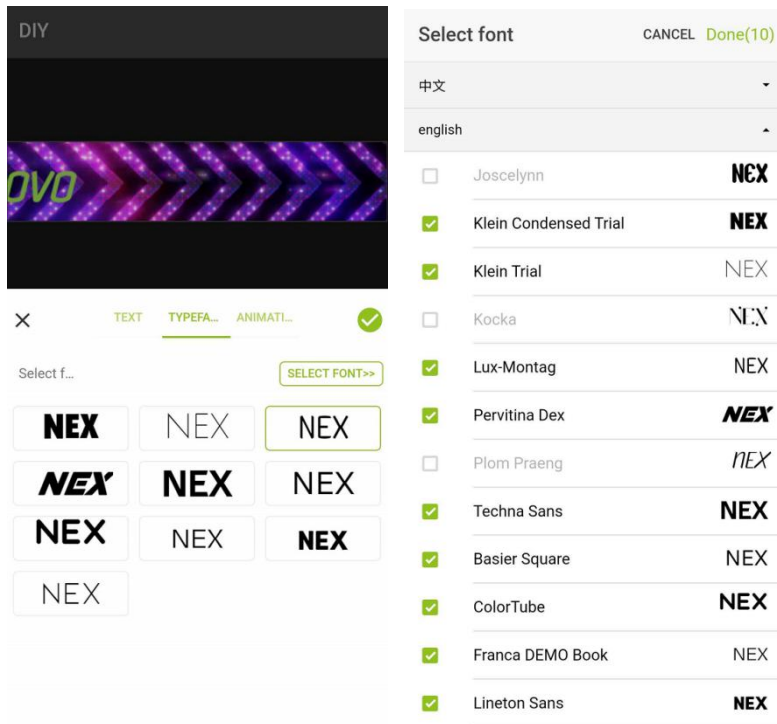 DIY
OVO
TEXT TYPEFA... ANIMATI...
Select f...
SELECT FONT>>
NEX NEX NEX
NEX NEX NEX
NEX NEX NEX
NEX
Select font CANCEL Done(10)
中文
english
Joscelynn NEX
Klein Condensed Trial NEX
Klein Trial NEX
Kocka NEX
Lux-Montag NEX
Pervitina Dex NEX
Plom Praeng NEX
Techna Sans NEX
Basier Square NEX
ColorTube NEX
Franca DEMO Book NEX
Lineton Sans NEX